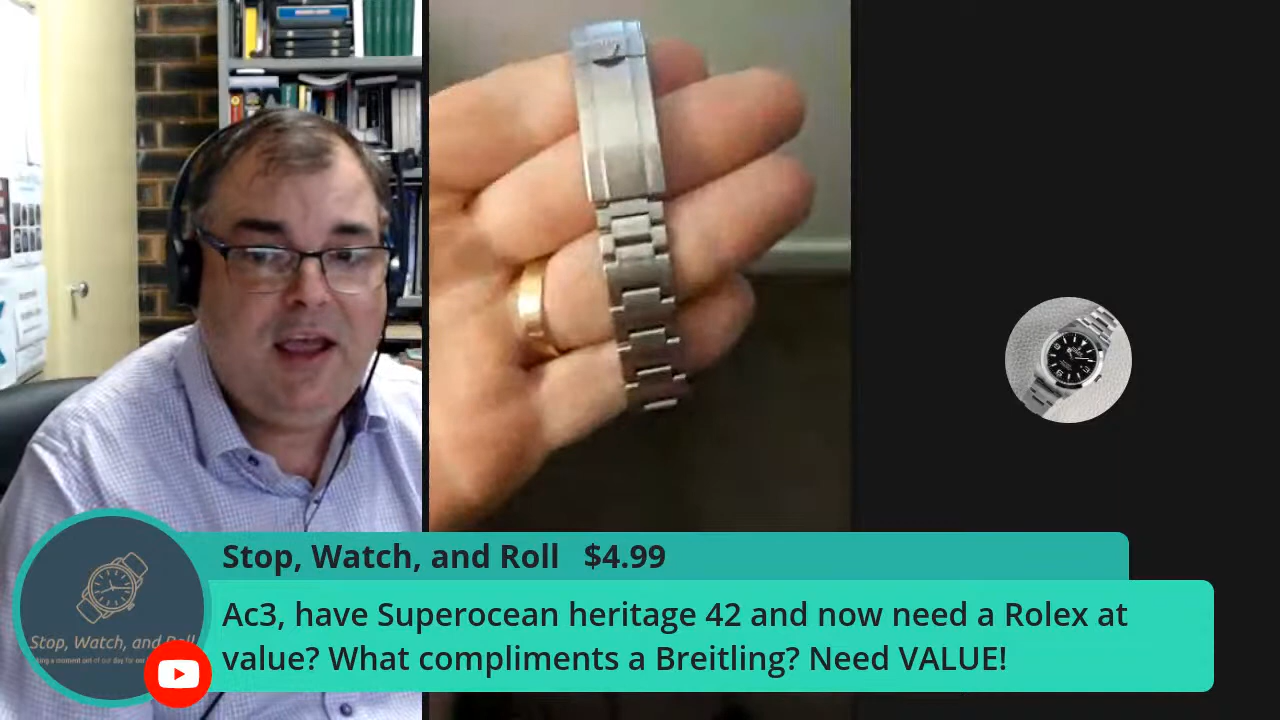 Stop, Watch, and Roll $4.99
Ac3, have Superocean heritage 42 and now need a Rolex at
value? What compliments a Breitling? Need VALUE!
Stop, Watch, and Roll